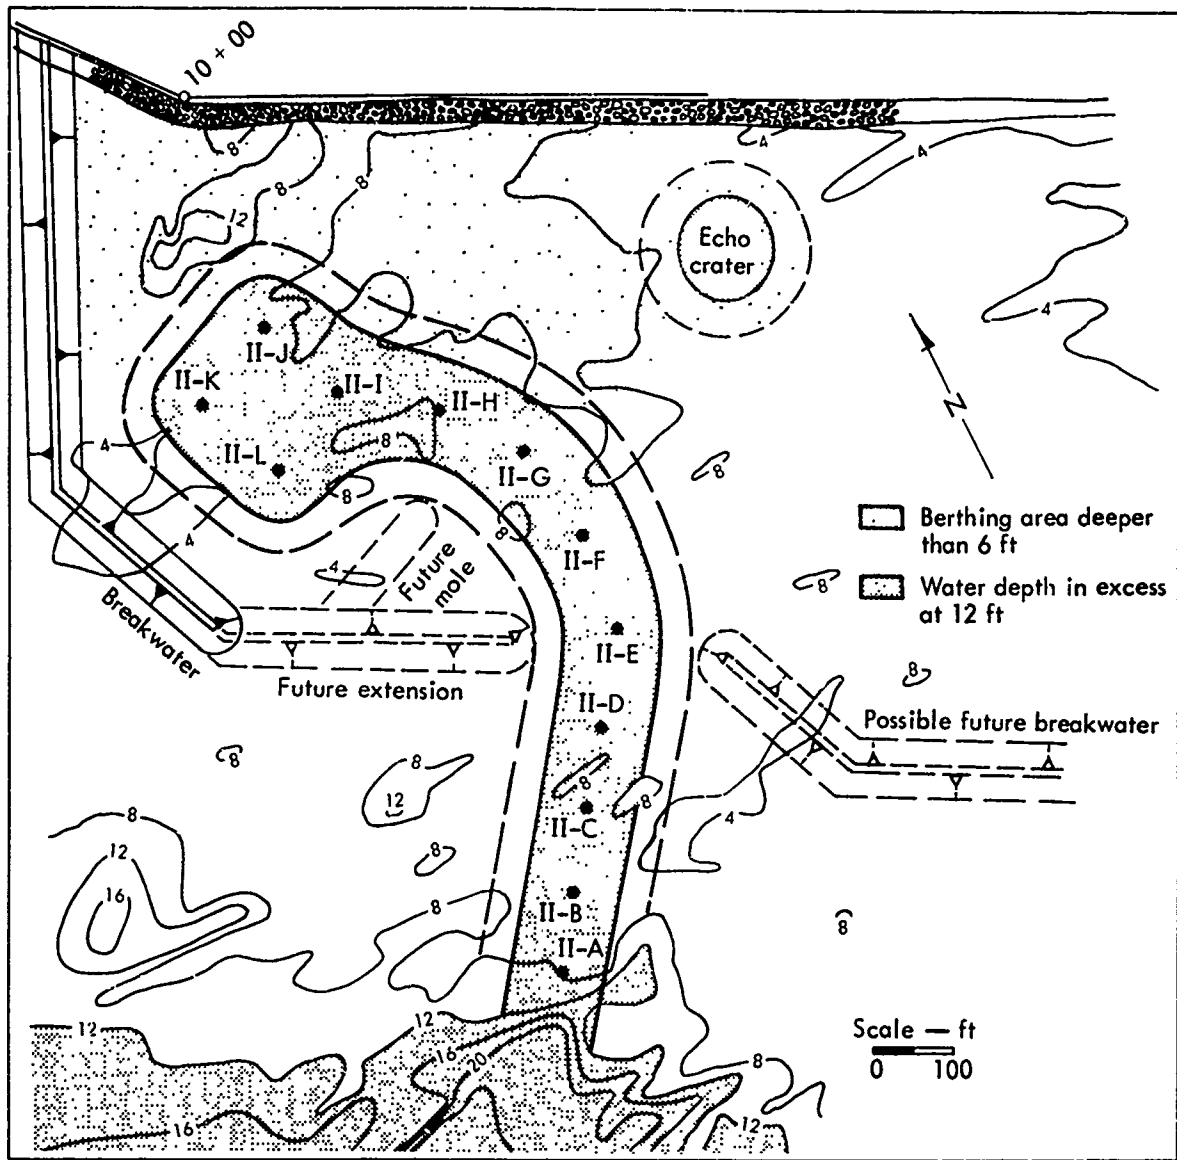 10 + 00
8
8
8
4
4
12
Echo
crater
4
II-J
II-K
II-I
II-H
N
4
8
II-L
II-G
8
8
8
Berthing area deeper
than 6 ft
4
II-F
4
Future
mole
8
Water depth in excess
at 12 ft
Breakwater
II-E
Future extension
8
II-D
Possible future breakwater
8
8
8
8
12
II-C
4
8
12
8
16
II-B
8
8
II-A
12
12
16
20
Scale — ft
0 100
8
16
12